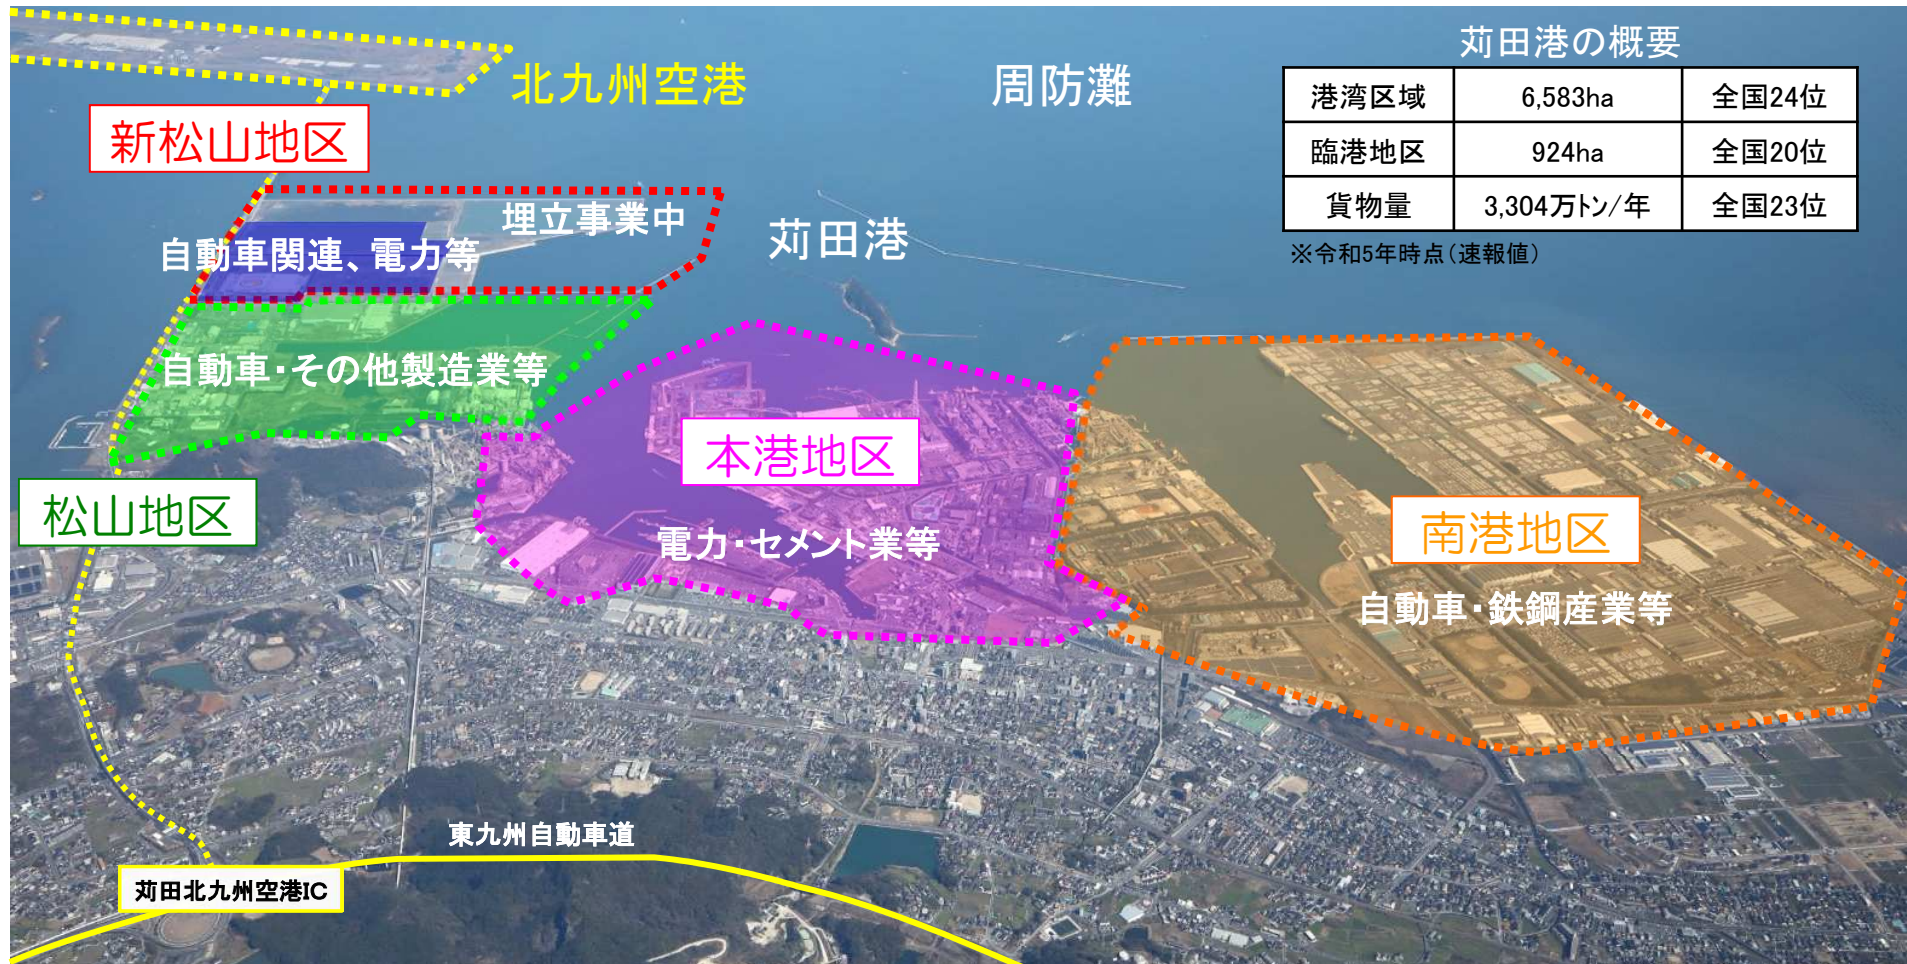 苅田港の概要
北九州空港
周防灘
港湾区域 6,583ha 全国24位
臨港地区 924ha 全国20位
貨物量 3,304万トン/年 全国23位
※令和5年時点(速報値)
新松山地区
埋立事業中
自動車関連、電力等
苅田港
自動車・その他製造業等
本港地区
松山地区
電力・セメント業等
南港地区
自動車・鉄鋼産業等
東九州自動車道
苅田北九州空港IC